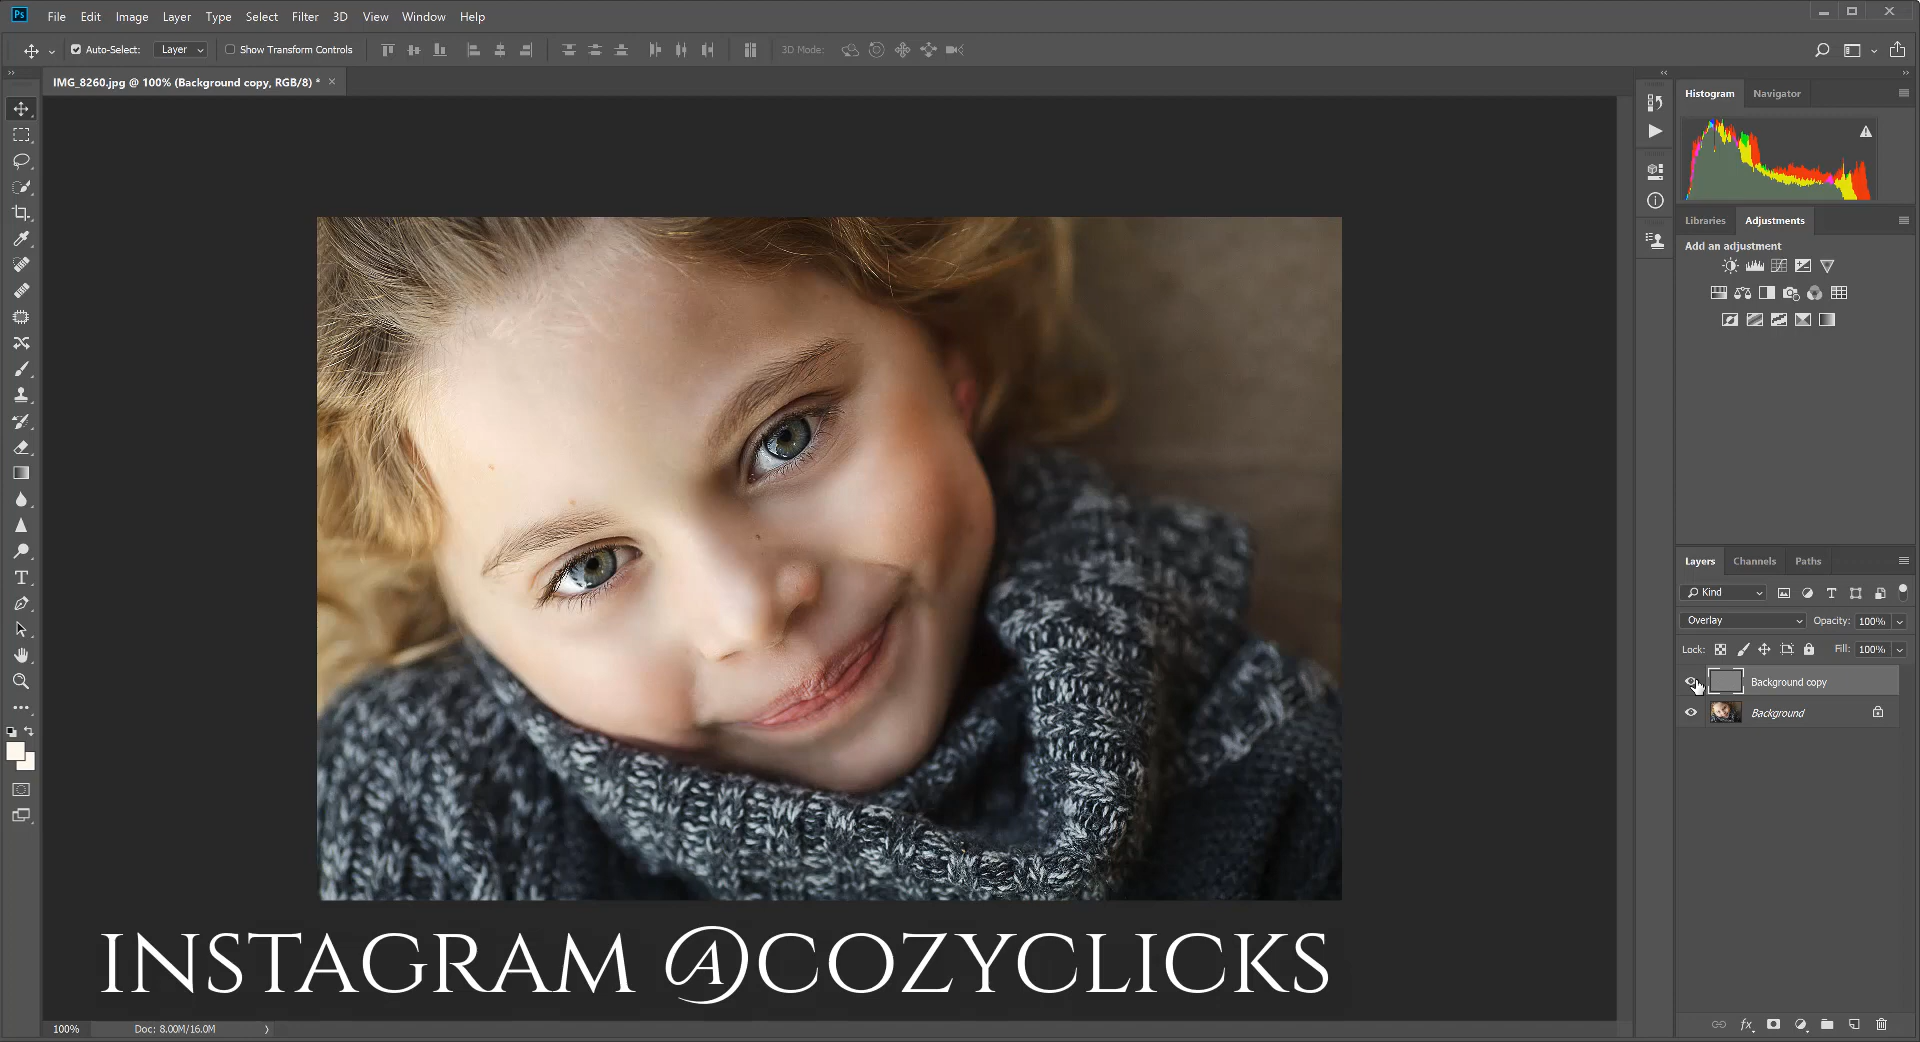 Ps File Edit Image Layer Type Select Filter 3D View Window Help
Auto-Select: Layer Show Transform Controls 3D Mode:
IMG_8260.jpg @ 100% (Background copy, RGB/8) * ×
Histogram Navigator
Libraries Adjustments
Add an adjustment
Layers Channels Paths
Kind
Overlay Opacity: 100%
Lock: Fill: 100%
Background copy
Background
INSTAGRAM @COZYCLICKS
100% Doc: 8.00M/16.0M
fx